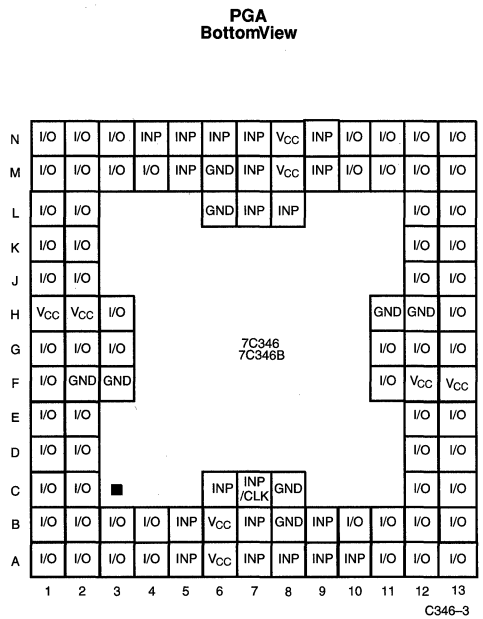 PGA
BottomView
N I/O I/O I/O INP INP INP INP VCC INP I/O I/O I/O I/O
M I/O I/O I/O I/O INP GND INP VCC INP I/O I/O I/O I/O
L I/O I/O GND INP INP I/O I/O
K I/O I/O I/O I/O
J I/O I/O I/O I/O
H VCC VCC I/O GND GND I/O
7C346
7C346B
G I/O I/O I/O I/O I/O I/O
F I/O GND GND I/O VCC VCC
E I/O I/O I/O I/O
D I/O I/O I/O I/O
C I/O I/O INP INP /CLK GND I/O I/O
B I/O I/O I/O I/O INP VCC INP GND INP I/O I/O I/O I/O
A I/O I/O I/O I/O INP VCC INP INP INP INP I/O I/O I/O
1 2 3 4 5 6 7 8 9 10 11 12 13
C346–3